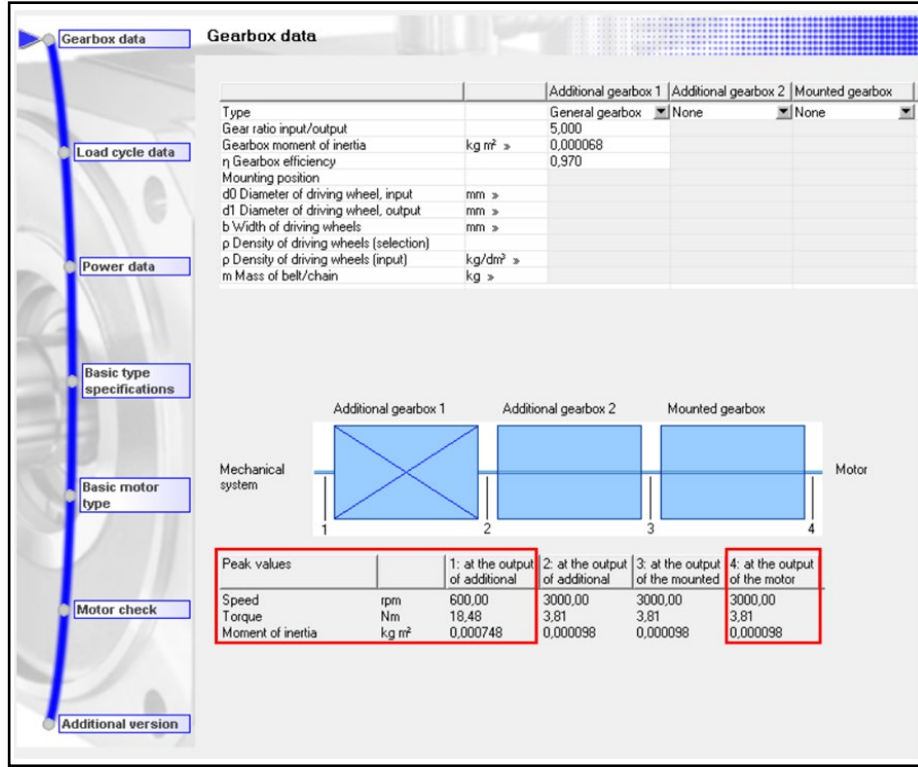 Gearbox data
Load cycle data
Power data
Basic type
specifications
Basic motor
type
Motor check
Additional version
Gearbox data
Additional gearbox 1 Additional gearbox 2 Mounted gearbox
Type General gearbox None None
Gear ratio input/output 5,000
Gearbox moment of inertia kg m² » 0,000068
η Gearbox efficiency 0,970
Mounting position
d0 Diameter of driving wheel, input mm »
d1 Diameter of driving wheel, output mm »
b Width of driving wheels mm »
ρ Density of driving wheels (selection)
ρ Density of driving wheels (input) kg/dm³ »
m Mass of belt/chain kg »
Additional gearbox 1 Additional gearbox 2 Mounted gearbox
Mechanical
system
Motor
1 2 3 4
Peak values 1: at the output 2: at the output 3: at the output 4: at the output
of additional of additional of the mounted of the motor
Speed rpm 600,00 3000,00 3000,00 3000,00
Torque Nm 18,48 3,81 3,81 3,81
Moment of inertia kg m² 0,000748 0,000098 0,000098 0,000098